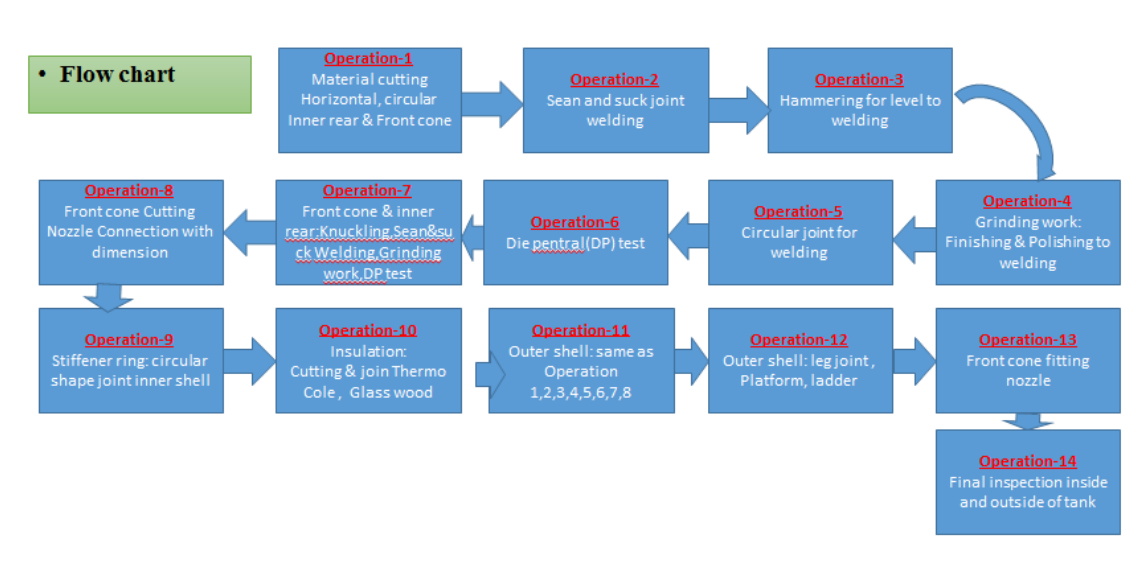 • Flow chart
Operation-1
Material cutting
Horizontal, circular
Inner rear & Front cone
Operation-2
Sean and suck joint
welding
Operation-3
Hammering for level to
welding
Operation-4
Grinding work:
Finishing & Polishing to
welding
Operation-5
Circular joint for
welding
Operation-6
Die pentral(DP) test
Operation-7
Front cone & inner
rear:Knuckling,Sean&su
ck Welding,Grinding
work,DP test
Operation-8
Front cone Cutting
Nozzle Connection with
dimension
Operation-9
Stiffener ring: circular
shape joint inner shell
Operation-10
Insulation:
Cutting & join Thermo
Cole , Glass wood
Operation-11
Outer shell: same as
Operation
1,2,3,4,5,6,7,8
Operation-12
Outer shell: leg joint ,
Platform, ladder
Operation-13
Front cone fitting
nozzle
Operation-14
Final inspection inside
and outside of tank